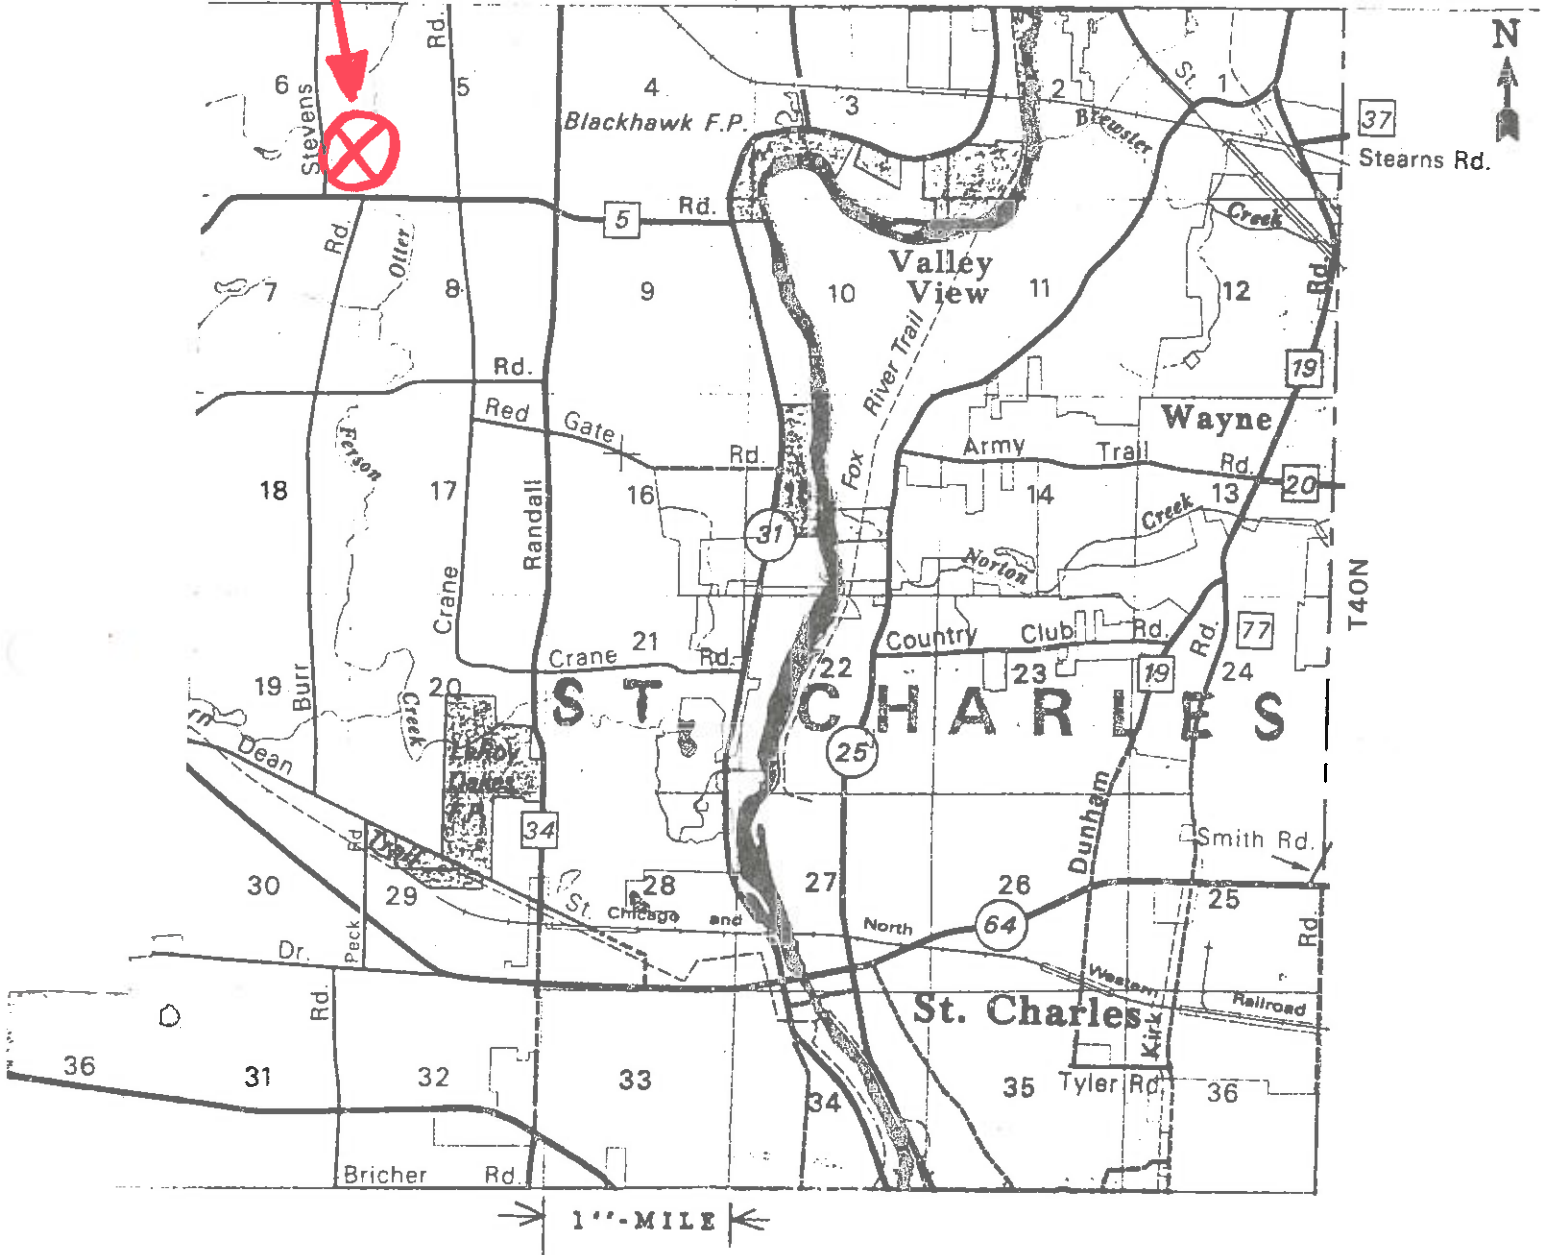 N
Rd.
6
5
4
3
2
1
St.
Stevens
Blackhawk F.P.
Brewster
37
Stearns Rd.
5
Rd.
Rd.
Otter
Creek
Valley
View
7
8
9
10
11
12
Rd.
River Trail
Fox
19
Rd.
Red
Gate
Rd.
Wayne
Army
Trail
Rd.
20
Ferson
18
17
Randall
16
14
13
31
Creek
Norton
Crane
T40N
21
Crane
Rd.
Country
Club
Rd.
Rd.
77
22
23
19
24
19
Burr
20
Creek
ST CHARLES
Dean
LeRoy
Oakes
F.P.
25
34
Dunham
Smith Rd.
Rd
Trail
30
29
28
27
26
25
St.
Chicago
and
North
64
Rd.
Peck
Dr.
Western
Railroad
Rd.
St. Charles
Kirk
36
31
32
33
34
35
36
Tyler Rd.
Bricher
Rd.
1"-MILE